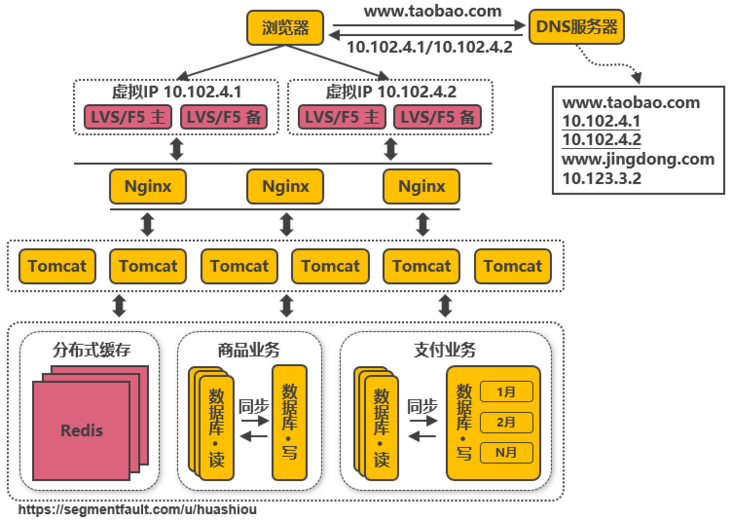 浏览器
www.taobao.com
DNS服务器
10.102.4.1/10.102.4.2
虚拟IP 10.102.4.1
LVS/F5 主
LVS/F5 备
虚拟IP 10.102.4.2
LVS/F5 主
LVS/F5 备
www.taobao.com
10.102.4.1
10.102.4.2
www.jingdong.com
10.123.3.2
Nginx
Nginx
Nginx
Tomcat
Tomcat
Tomcat
Tomcat
Tomcat
Tomcat
分布式缓存
Redis
商品业务
数据库·读
同步
数据库·写
支付业务
数据库·读
同步
数据库·写
1月
2月
N月
https://segmentfault.com/u/huashiou